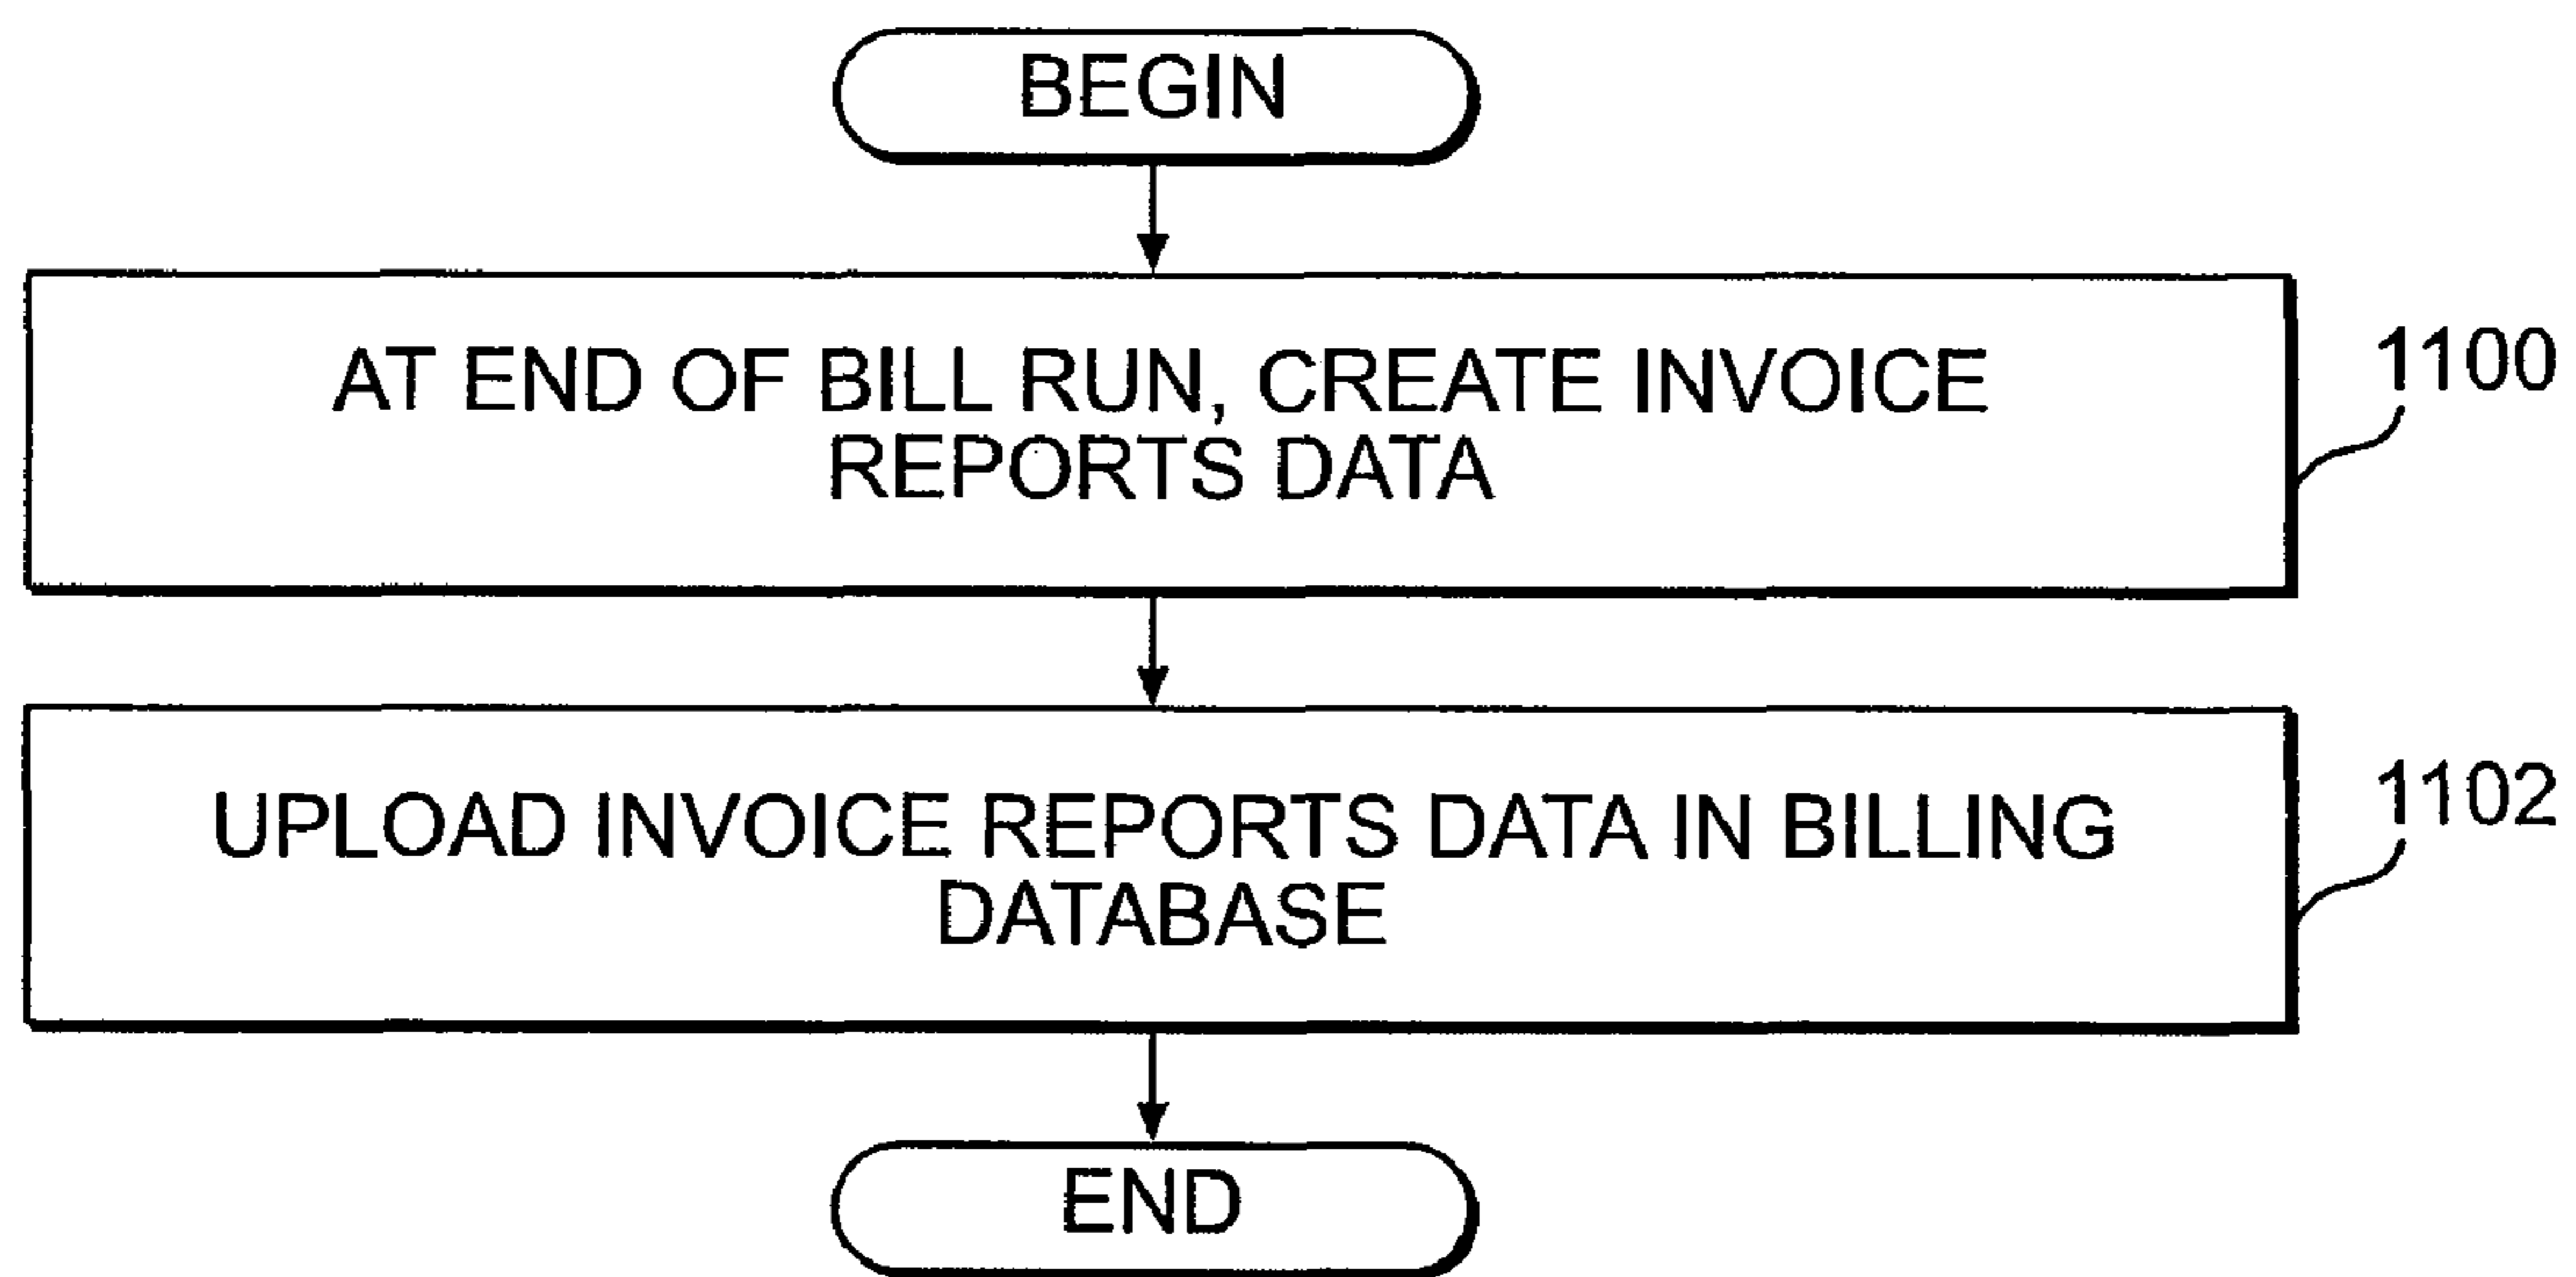 BEGIN
AT END OF BILL RUN, CREATE INVOICE
REPORTS DATA
1100
UPLOAD INVOICE REPORTS DATA IN BILLING
DATABASE
1102
END